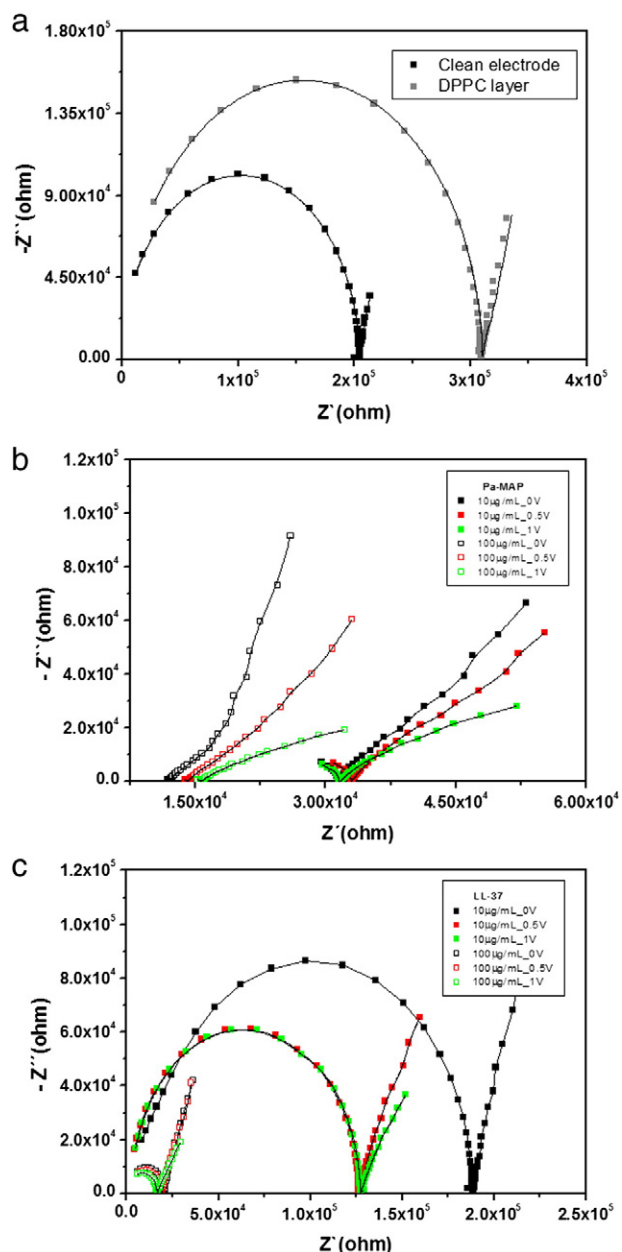 a
1.80x10⁵
1.35x10⁵
9.00x10⁴
4.50x10⁴
0.00
-Z``(ohm)
Clean electrode
DPPC layer
0
1x10⁵
2x10⁵
3x10⁵
4x10⁵
Z`(ohm)
b
1.2x10⁵
1.0x10⁵
8.0x10⁴
6.0x10⁴
4.0x10⁴
2.0x10⁴
0.0
- Z``(ohm)
Pa-MAP
10µg/mL_0V
10µg/mL_0.5V
10µg/mL_1V
100µg/mL_0V
100µg/mL_0.5V
100µg/mL_1V
1.50x10⁴
3.00x10⁴
4.50x10⁴
6.00x10⁴
Z´(ohm)
c
1.2x10⁵
1.0x10⁵
8.0x10⁴
6.0x10⁴
4.0x10⁴
2.0x10⁴
0.0
- Z´´(ohm)
LL-37
10µg/mL_0V
10µg/mL_0.5V
10µg/mL_1V
100µg/mL_0V
100µg/mL_0.5V
100µg/mL_1V
0.0
5.0x10⁴
1.0x10⁵
1.5x10⁵
2.0x10⁵
2.5x10⁵
Z`(ohm)